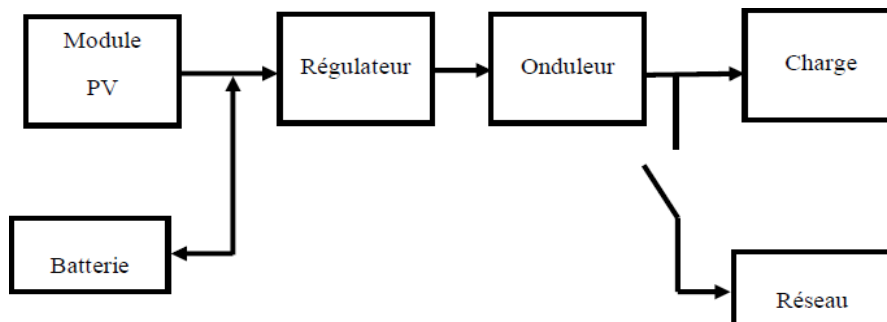 Module
PV
Régulateur
Onduleur
Charge
Batterie
Réseau